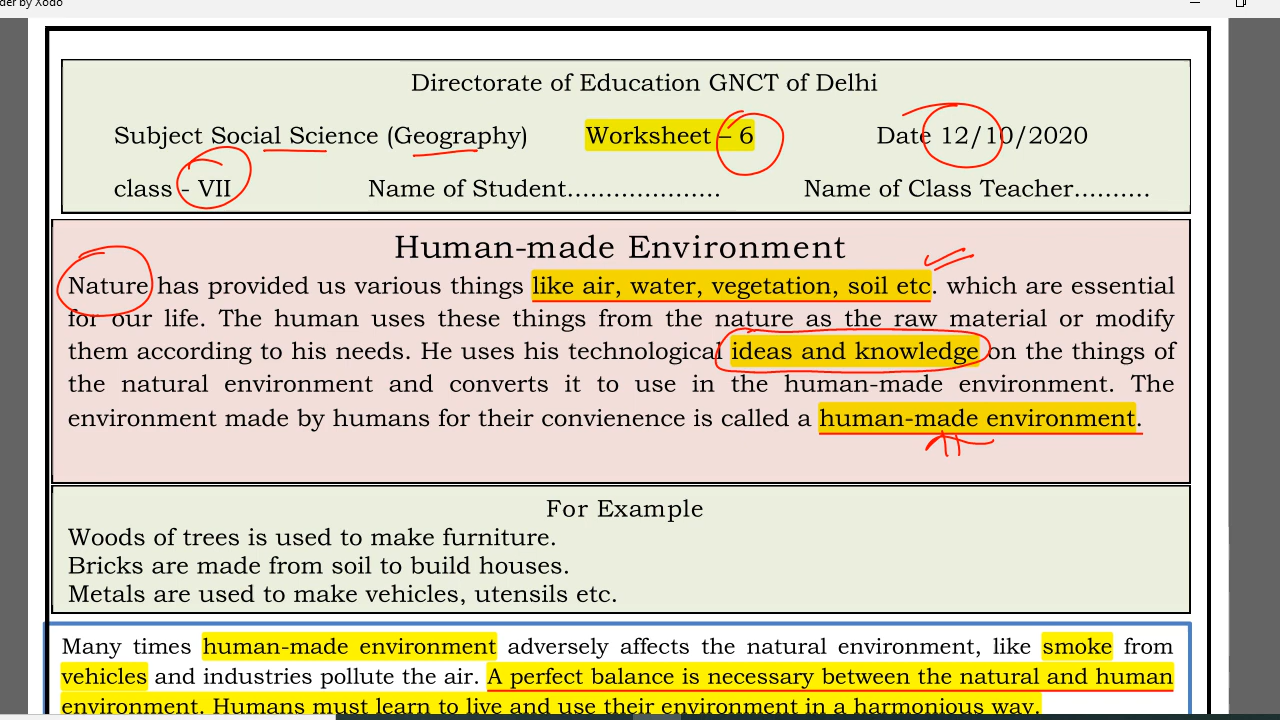 der by Xodo
Directorate of Education GNCT of Delhi
Subject Social Science (Geography) Worksheet – 6 Date 12/10/2020
class - VII Name of Student.................... Name of Class Teacher..........
Human-made Environment
Nature has provided us various things like air, water, vegetation, soil etc. which are essential
for our life. The human uses these things from the nature as the raw material or modify
them according to his needs. He uses his technological ideas and knowledge on the things of
the natural environment and converts it to use in the human-made environment. The
environment made by humans for their convienence is called a human-made environment.
For Example
Woods of trees is used to make furniture.
Bricks are made from soil to build houses.
Metals are used to make vehicles, utensils etc.
Many times human-made environment adversely affects the natural environment, like smoke from
vehicles and industries pollute the air. A perfect balance is necessary between the natural and human
environment. Humans must learn to live and use their environment in a harmonious way.